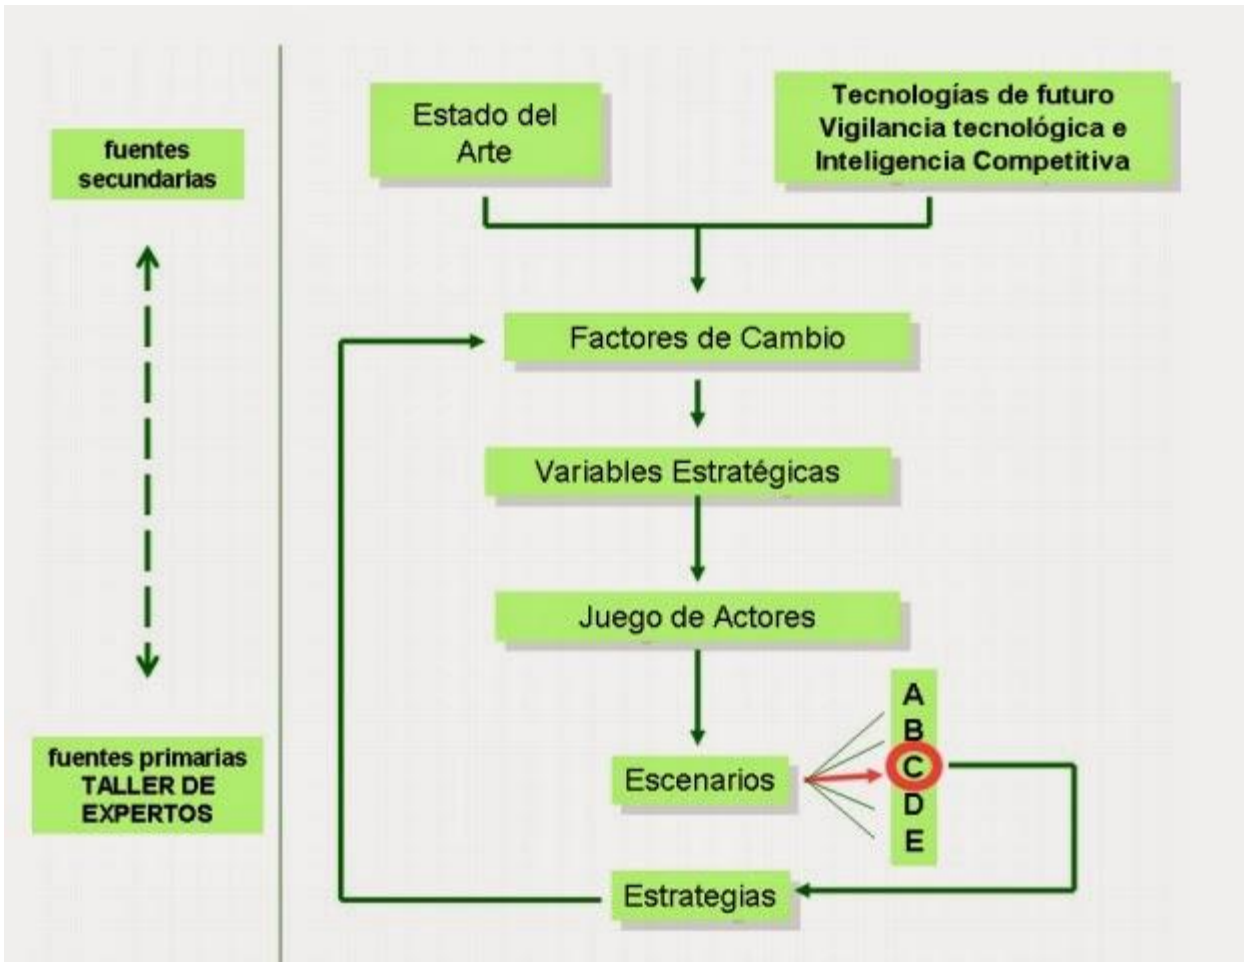 fuentes
secundarias
fuentes primarias
TALLER DE
EXPERTOS
Estado del
Arte
Tecnologías de futuro
Vigilancia tecnológica e
Inteligencia Competitiva
Factores de Cambio
Variables Estratégicas
Juego de Actores
Escenarios
A
B
C
D
E
Estrategias